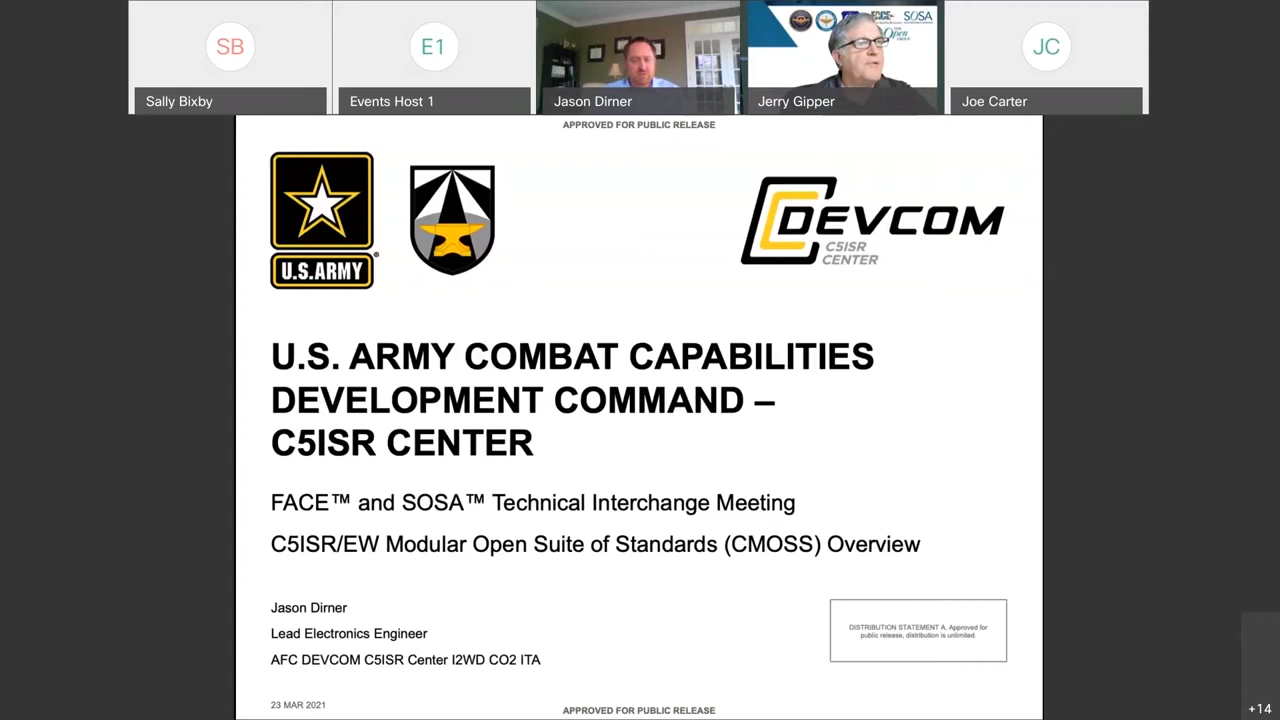 SB
E1
JC
SOSA
Open
Sally Bixby
Events Host 1
Jason Dirner
Jerry Gipper
Joe Carter
APPROVED FOR PUBLIC RELEASE
U.S.ARMY
DEVCOM
C5ISR
CENTER
U.S. ARMY COMBAT CAPABILITIES
DEVELOPMENT COMMAND –
C5ISR CENTER
FACE™ and SOSA™ Technical Interchange Meeting
C5ISR/EW Modular Open Suite of Standards (CMOSS) Overview
Jason Dirner
Lead Electronics Engineer
AFC DEVCOM C5ISR Center I2WD CO2 ITA
DISTRIBUTION STATEMENT A. Approved for
public release, distribution is unlimited.
23 MAR 2021
APPROVED FOR PUBLIC RELEASE
+14